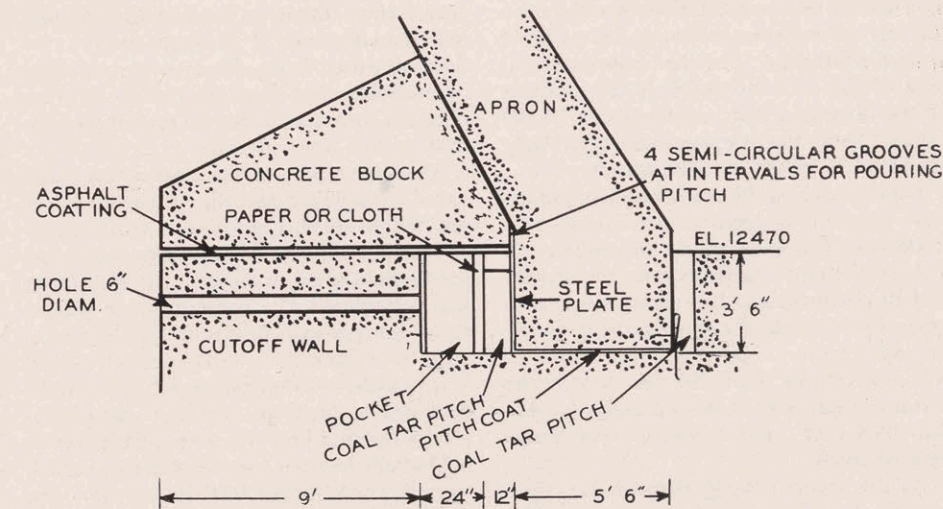 APRON
4 SEMI-CIRCULAR GROOVES
AT INTERVALS FOR POURING
PITCH
CONCRETE BLOCK
ASPHALT
COATING
PAPER OR CLOTH
EL.12470
HOLE 6"
DIAM.
STEEL
PLATE
3' 6"
CUTOFF WALL
POCKET
COAL TAR PITCH
PITCH COAT
COAL TAR PITCH
9' 24" 12" 5' 6"